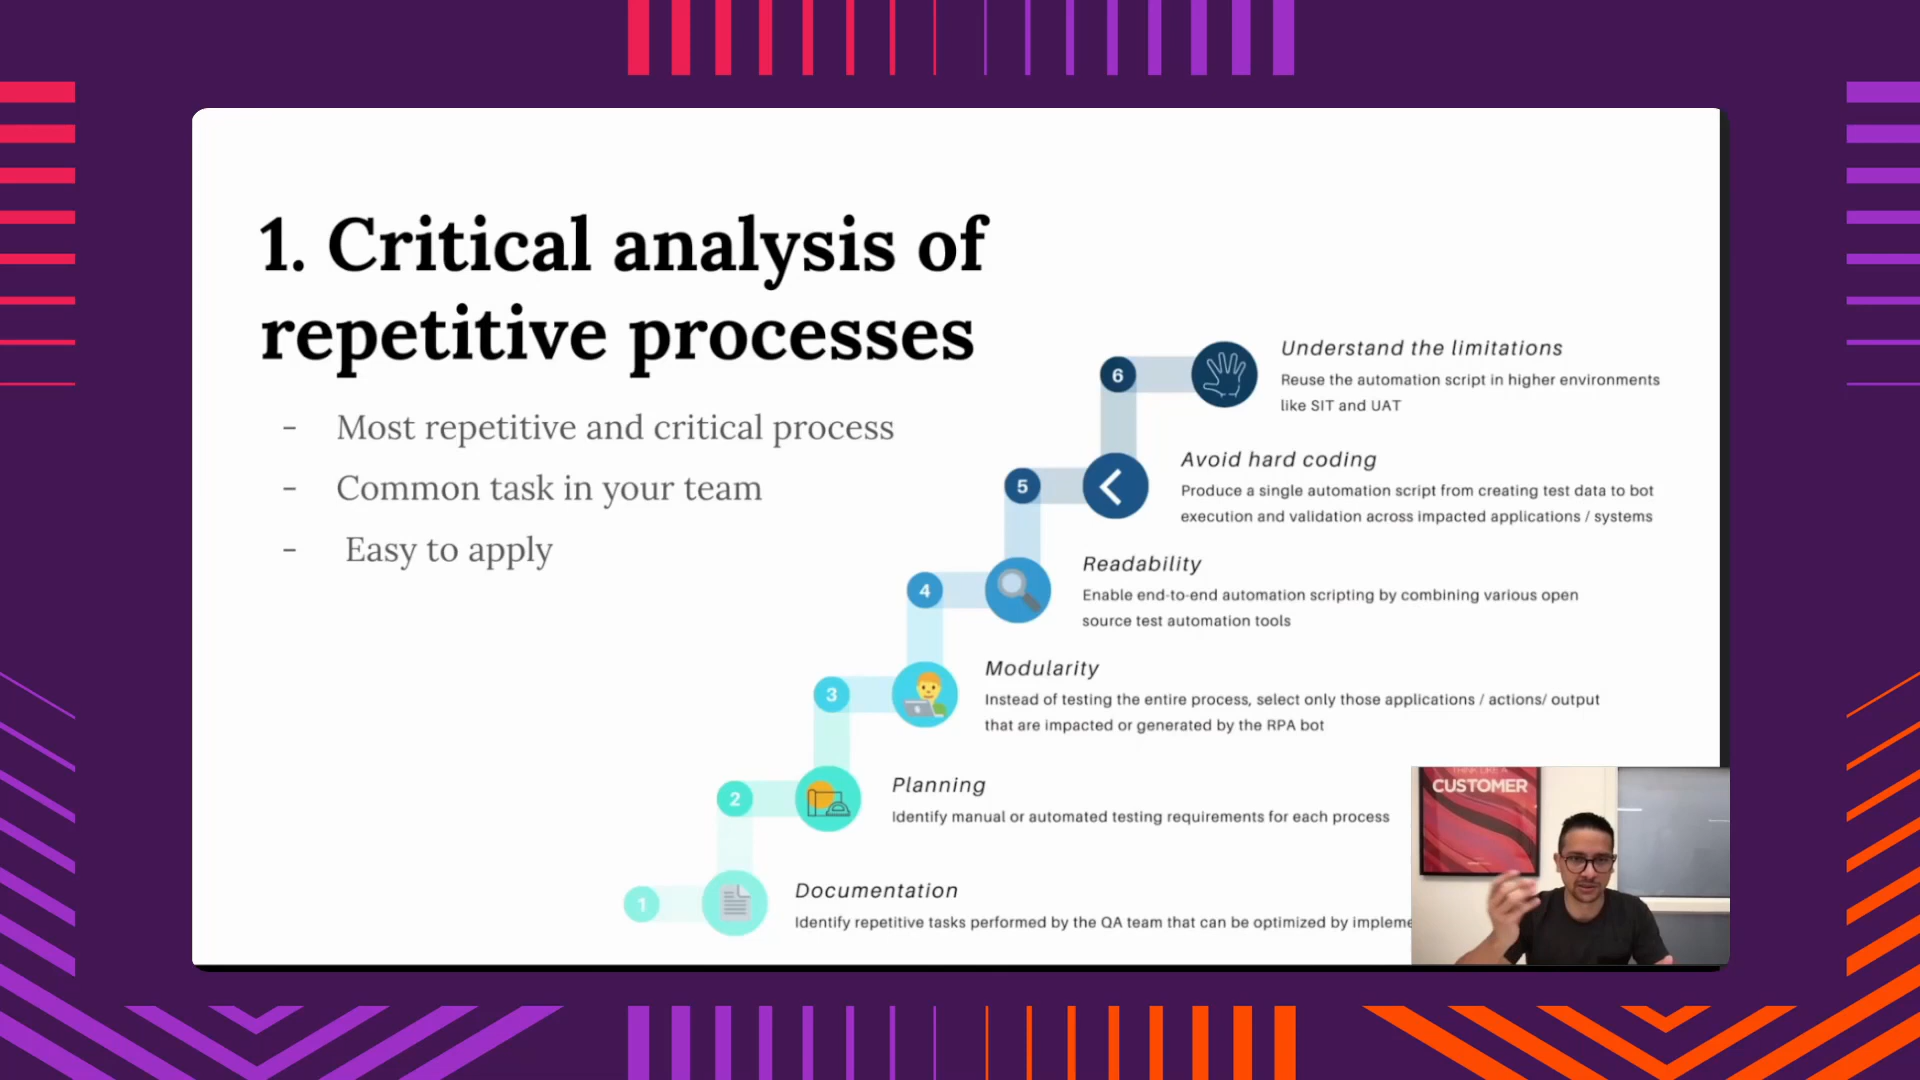 1. Critical analysis of
repetitive processes
- Most repetitive and critical process
- Common task in your team
- Easy to apply
6
Understand the limitations
Reuse the automation script in higher environments
like SIT and UAT
5
Avoid hard coding
Produce a single automation script from creating test data to bot
execution and validation across impacted applications / systems
4
Readability
Enable end-to-end automation scripting by combining various open
source test automation tools
3
Modularity
Instead of testing the entire process, select only those applications / actions/ output
that are impacted or generated by the RPA bot
2
Planning
Identify manual or automated testing requirements for each process
1
Documentation
Identify repetitive tasks performed by the QA team that can be optimized by impleme
CUSTOMER